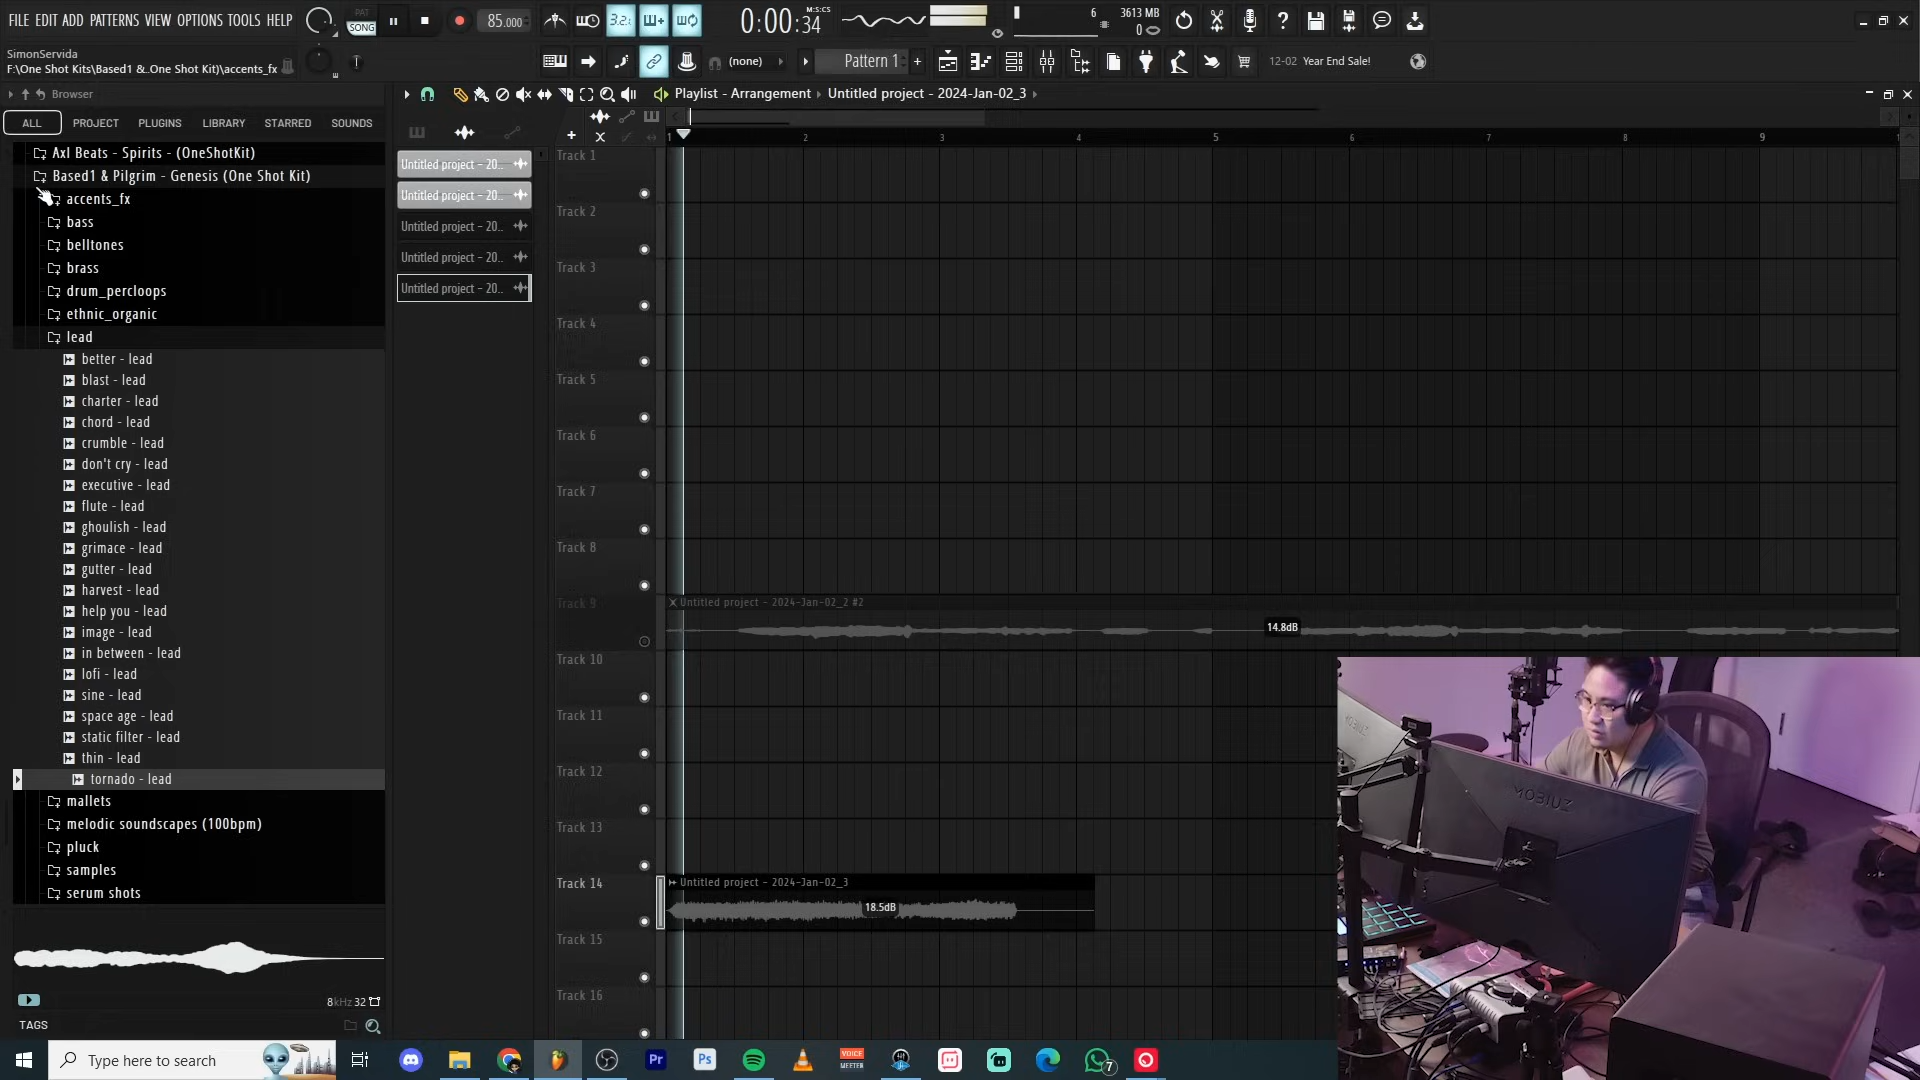 FILE EDIT ADD PATTERNS VIEW OPTIONS TOOLS HELP
PAT
SONG
85.000
3.2.
0:00:34
M:S:CS
6
3613 MB
0
SimonServida
F:\One Shot Kits\Based1 &..One Shot Kit)\accents_fx
(none)
Pattern 1
12-02 Year End Sale!
Browser
Playlist - Arrangement › Untitled project - 2024-Jan-02_3 ›
ALL PROJECT PLUGINS LIBRARY STARRED SOUNDS
1 2 3 4 5 6 7 8 9
Axl Beats - Spirits - (OneShotKit)
Based1 & Pilgrim - Genesis (One Shot Kit)
accents_fx
bass
belltones
brass
drum_percloops
ethnic_organic
lead
better - lead
blast - lead
charter - lead
chord - lead
crumble - lead
don't cry - lead
executive - lead
flute - lead
ghoulish - lead
grimace - lead
gutter - lead
harvest - lead
help you - lead
image - lead
in between - lead
lofi - lead
sine - lead
space age - lead
static filter - lead
thin - lead
tornado - lead
mallets
melodic soundscapes (100bpm)
pluck
samples
serum shots
8kHz 32
TAGS
Untitled project - 20..
Untitled project - 20..
Untitled project - 20..
Untitled project - 20..
Untitled project - 20..
Track 1
Track 2
Track 3
Track 4
Track 5
Track 6
Track 7
Track 8
Track 9
Untitled project - 2024-Jan-02_2 #2
14.8dB
Track 10
Track 11
Track 12
Track 13
Track 14
Untitled project - 2024-Jan-02_3
18.5dB
Track 15
Track 16
MOBIUZ
MOBIUZ
Type here to search
Pr
Ps
VOICE
MEETER
7